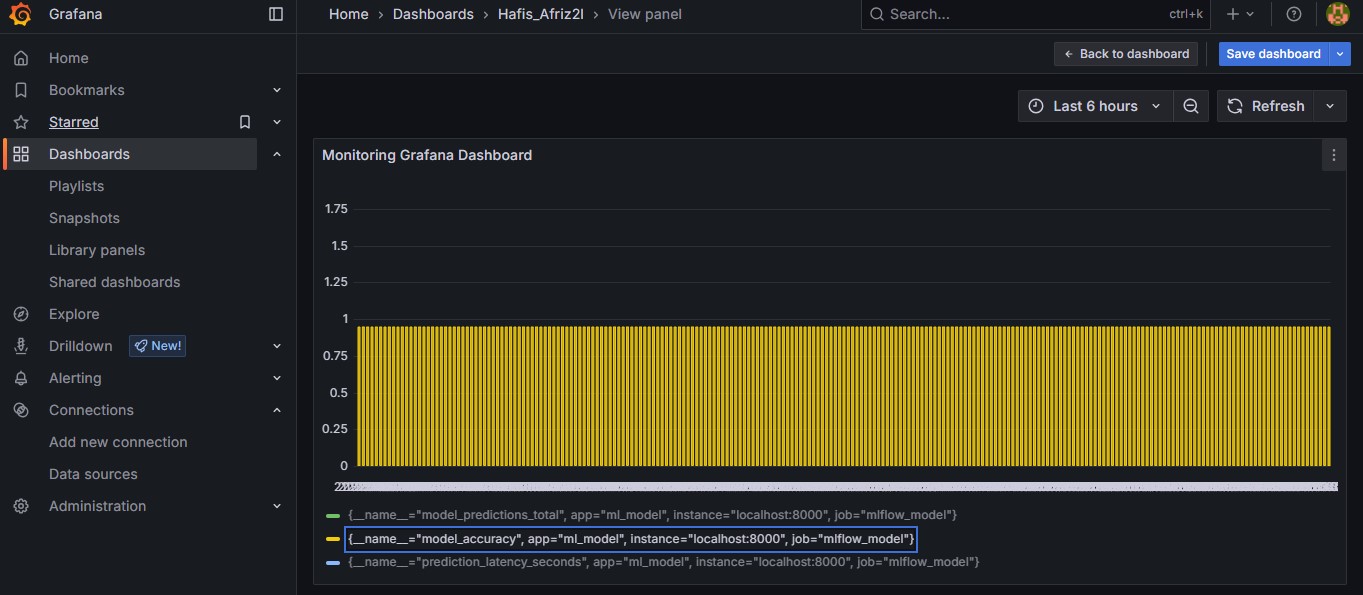 Grafana
Home › Dashboards › Hafis_Afriz2l › View panel
Search...
ctrl+k
Home
Bookmarks
Starred
Dashboards
Playlists
Snapshots
Library panels
Shared dashboards
Explore
Drilldown
New!
Alerting
Connections
Add new connection
Data sources
Administration
← Back to dashboard
Save dashboard
Last 6 hours
Refresh
Monitoring Grafana Dashboard
1.75
1.5
1.25
1
0.75
0.5
0.25
0
{__name__="model_predictions_total", app="ml_model", instance="localhost:8000", job="mlflow_model"}
{__name__="model_accuracy", app="ml_model", instance="localhost:8000", job="mlflow_model"}
{__name__="prediction_latency_seconds", app="ml_model", instance="localhost:8000", job="mlflow_model"}